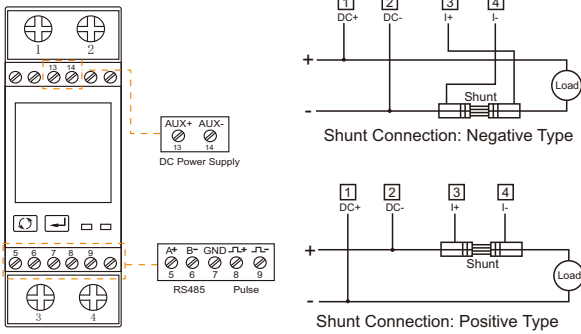 1 2
13 14
5 6 7 8 9
3 4
AUX+ AUX-
13 14
DC Power Supply
A+ B- GND ⎍+ ⎍-
5 6 7 8 9
RS485 Pulse
1 2 3 4
DC+ DC- I+ I-
+
Load
Shunt
-
Shunt Connection: Negative Type
1 2 3 4
DC+ DC- I+ I-
+
Shunt
Load
-
Shunt Connection: Positive Type